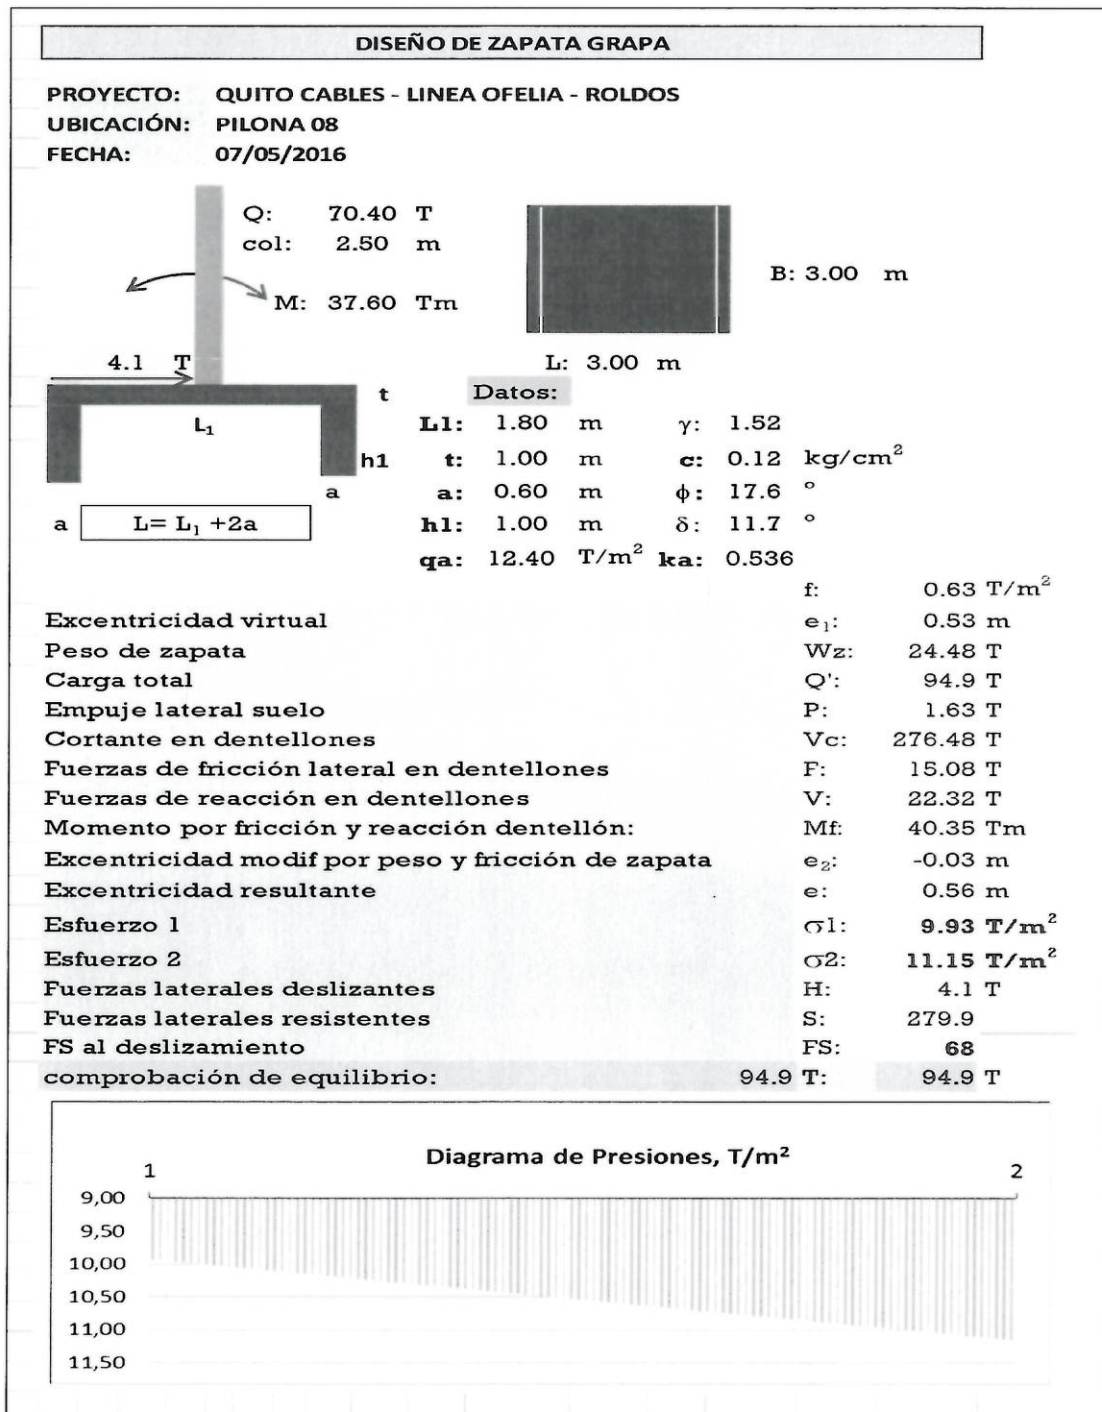 DISEÑO DE ZAPATA GRAPA
PROYECTO: QUITO CABLES - LINEA OFELIA - ROLDOS
UBICACIÓN: PILONA 08
FECHA: 07/05/2016
Q: 70.40 T
col: 2.50 m
B: 3.00 m
M: 37.60 Tm
4.1 T
L: 3.00 m
t
Datos:
L₁
L1: 1.80 m γ: 1.52
h1
t: 1.00 m c: 0.12 kg/cm²
a
a: 0.60 m ϕ: 17.6 °
a
L= L₁ +2a
h1: 1.00 m δ: 11.7 °
qa: 12.40 T/m² ka: 0.536
f: 0.63 T/m²
Excentricidad virtual e₁: 0.53 m
Peso de zapata Wz: 24.48 T
Carga total Q': 94.9 T
Empuje lateral suelo P: 1.63 T
Cortante en dentellones Vc: 276.48 T
Fuerzas de fricción lateral en dentellones F: 15.08 T
Fuerzas de reacción en dentellones V: 22.32 T
Momento por fricción y reacción dentellón: Mf: 40.35 Tm
Excentricidad modif por peso y fricción de zapata e₂: -0.03 m
Excentricidad resultante e: 0.56 m
Esfuerzo 1 σ1: 9.93 T/m²
Esfuerzo 2 σ2: 11.15 T/m²
Fuerzas laterales deslizantes H: 4.1 T
Fuerzas laterales resistentes S: 279.9
FS al deslizamiento FS: 68
comprobación de equilibrio: 94.9 T: 94.9 T
Diagrama de Presiones, T/m²
1 2
9,00
9,50
10,00
10,50
11,00
11,50